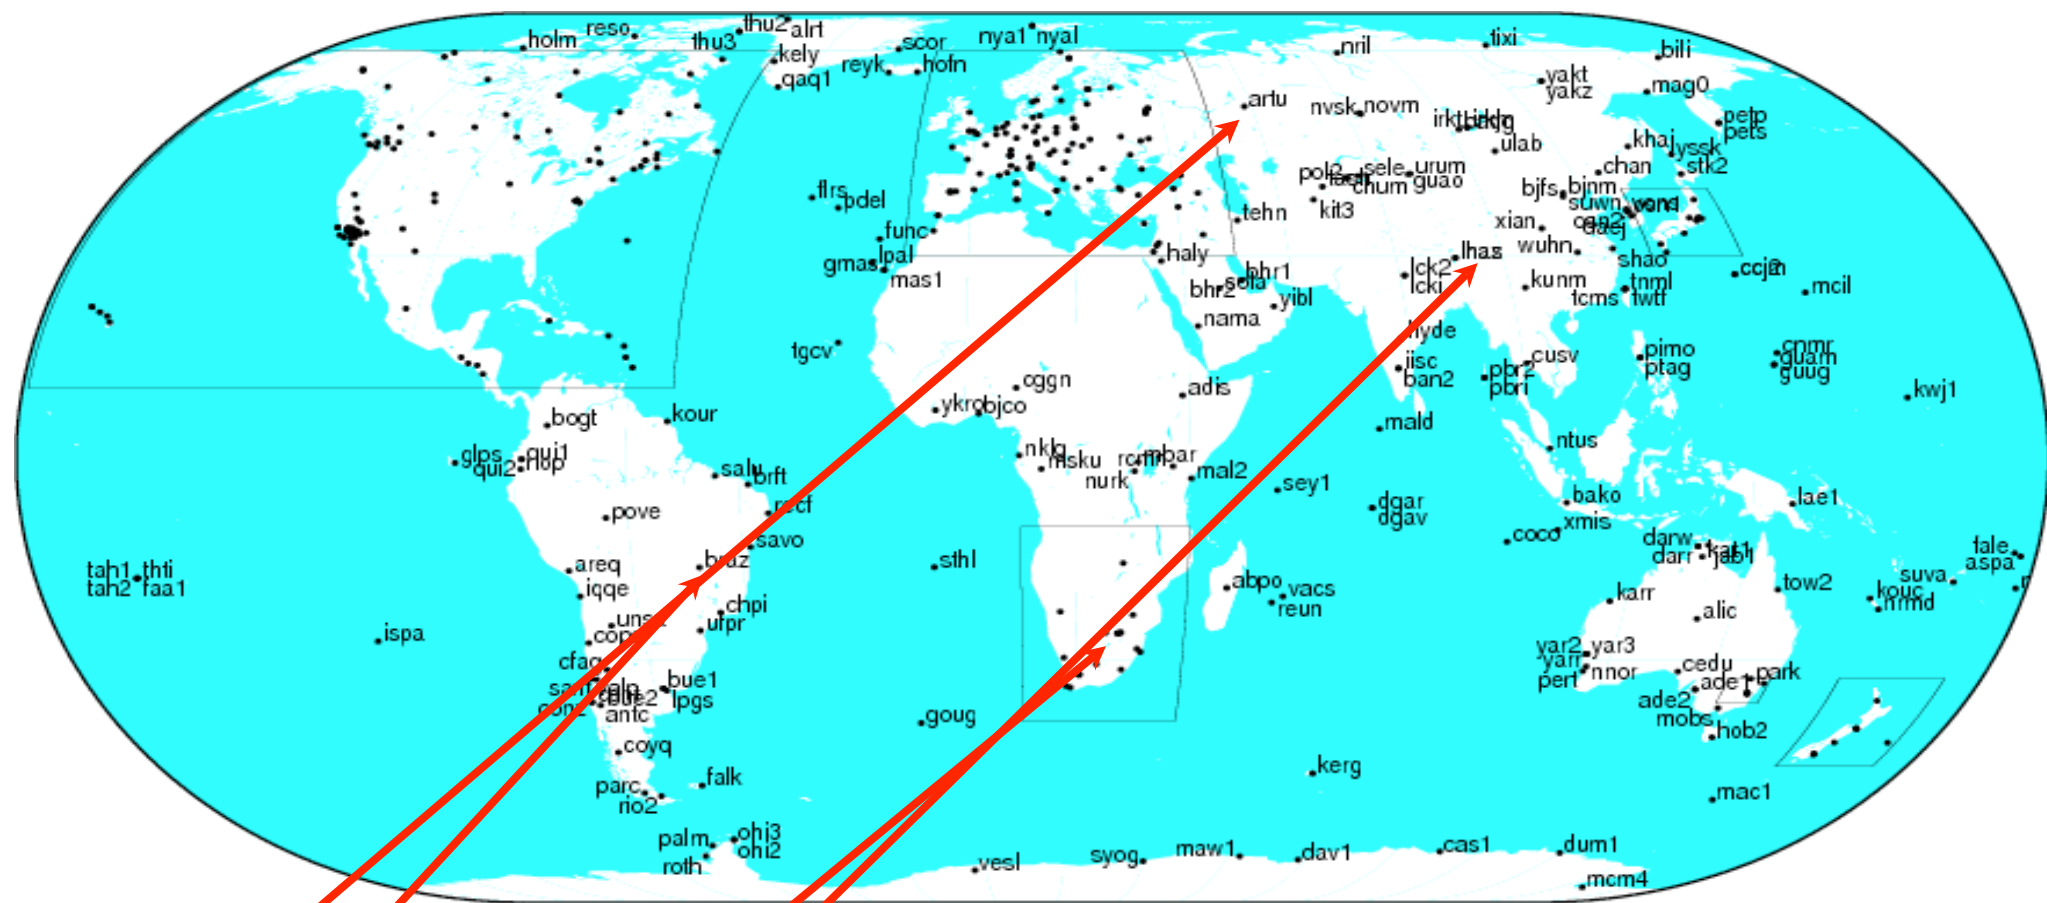 reso
thu2
alrt
holm
thu3
kely
qaq1
scor
reyk
hofn
nya1
nyal
nril
tixi
bili
yakt
yakz
mag0
artu
nvsk
novm
petp
pets
ulab
khaj
yssk
stk2
chan
pol2
sele
urum
chum
guao
kit3
bjfs
bjnm
suwn
daej
xian
wuhn
shao
flrs
pdel
func
gmas
lpal
mas1
tehn
haly
bhr1
bhr2
yibl
nama
lck2
lcki
lhas
kunm
tcms
tnml
twtf
mcil
hyde
iisc
ban2
cusv
pbr2
pbri
pimo
ptag
cnmr
guam
guug
kwj1
tgcv
cggn
ykro
bjco
adis
bogt
kour
mald
ntus
glps
qui1
qui2
riop
nklg
msku
mbar
nurk
mal2
salu
brft
recf
sey1
dgar
dgav
bako
xmis
coco
lae1
pove
savo
braz
sthl
darw
darr
kat1
jab1
tow2
fale
aspa
suva
kouc
nrmd
tah1
thti
tah2
faa1
areq
iqqe
chpi
ufpr
abpo
vacs
reun
karr
alic
ispa
yar2
yar3
yarr
nnor
pert
cedu
park
ade1
ade2
mobs
hob2
bue1
lpgs
antc
coyq
goug
kerg
mac1
parc
falk
rio2
palm
ohi3
ohi2
roth
vesl
syog
maw1
dav1
cas1
dum1
mcm4